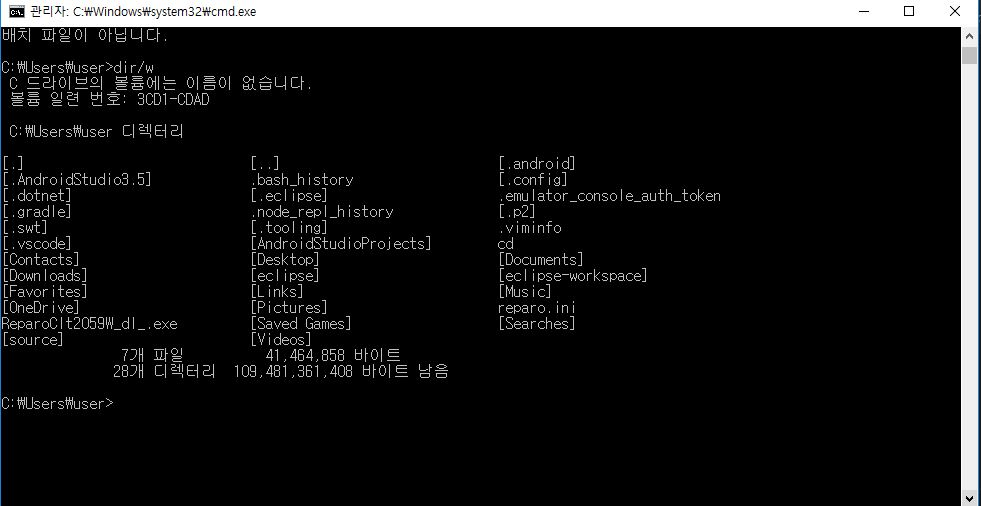 관리자: C:₩Windows₩system32₩cmd.exe
배치 파일이 아닙니다.
C:₩Users₩user>dir/w
C 드라이브의 볼륨에는 이름이 없습니다.
볼륨 일련 번호: 3CD1-CDAD
C:₩Users₩user 디렉터리
[.] [..] [.android]
[.AndroidStudio3.5] .bash_history [.config]
[.dotnet] [.eclipse] .emulator_console_auth_token
[.gradle] .node_repl_history [.p2]
[.swt] [.tooling] .viminfo
[.vscode] [AndroidStudioProjects] cd
[Contacts] [Desktop] [Documents]
[Downloads] [eclipse] [eclipse-workspace]
[Favorites] [Links] [Music]
[OneDrive] [Pictures] reparo.ini
ReparoClt2059W_dl_.exe [Saved Games] [Searches]
[source] [Videos]
7개 파일 41,464,858 바이트
28개 디렉터리 109,481,361,408 바이트 남음
C:₩Users₩user>